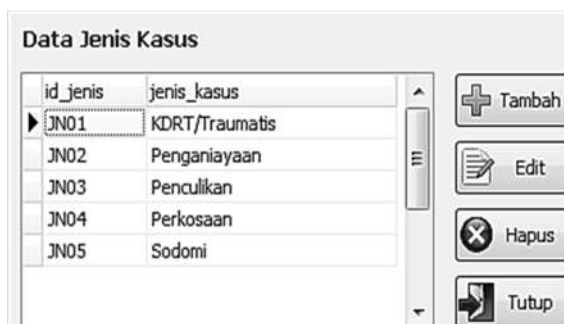 Data Jenis Kasus
id_jenis jenis_kasus
JN01 KDRT/Traumatis
JN02 Penganiayaan
JN03 Penculikan
JN04 Perkosaan
JN05 Sodomi
Tambah
Edit
Hapus
Tutup